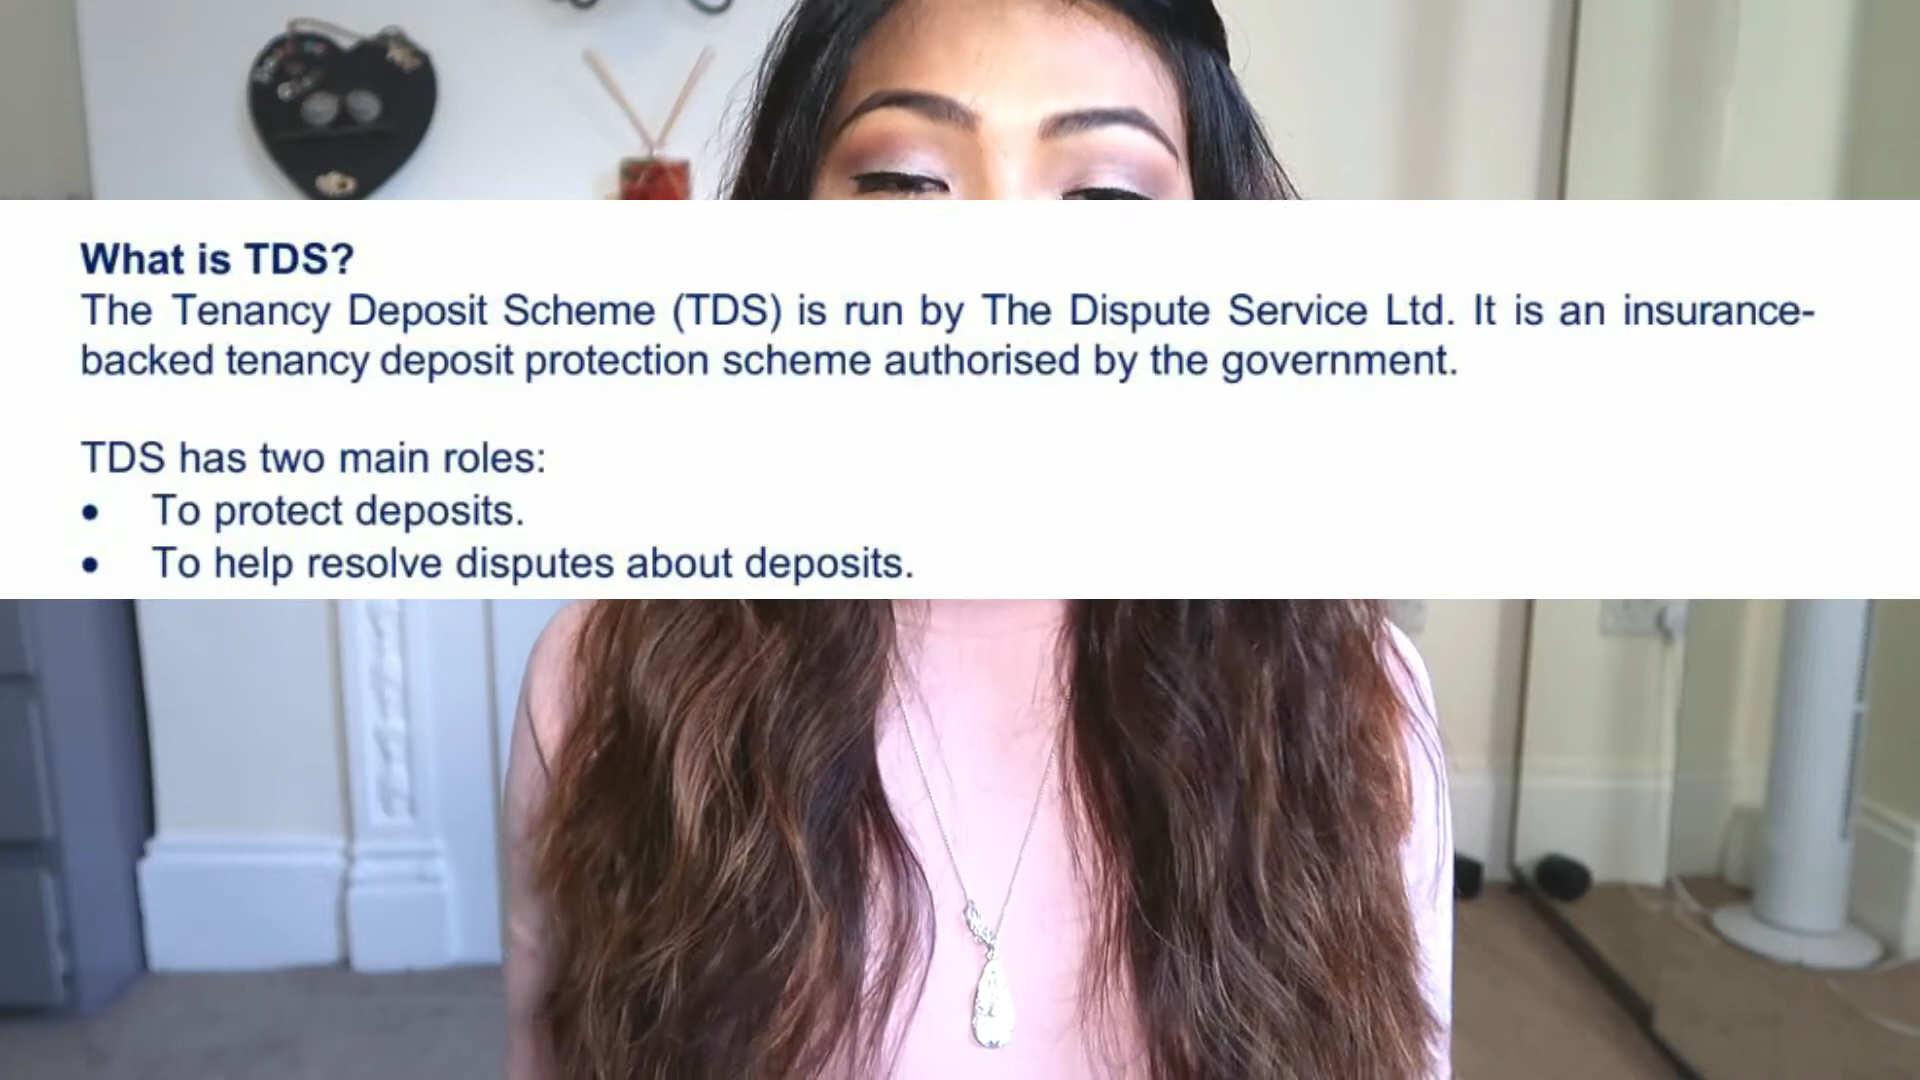 What is TDS?
The Tenancy Deposit Scheme (TDS) is run by The Dispute Service Ltd. It is an insurance-
backed tenancy deposit protection scheme authorised by the government.
TDS has two main roles:
• To protect deposits.
• To help resolve disputes about deposits.